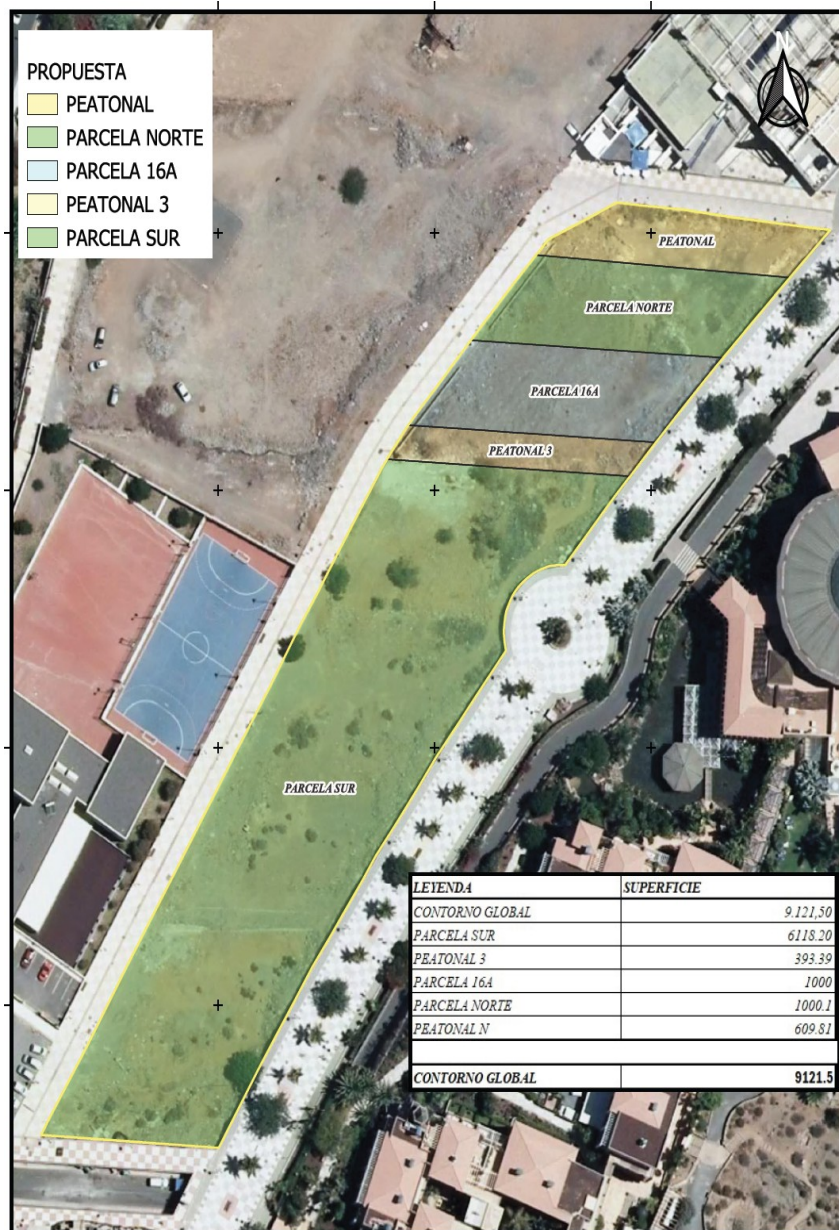 N
PROPUESTA
PEATONAL
PARCELA NORTE
PARCELA 16A
PEATONAL 3
PARCELA SUR
PEATONAL
PARCELA NORTE
PARCELA 16A
PEATONAL 3
PARCELA SUR
LEYENDA SUPERFICIE
CONTORNO GLOBAL 9.121,50
PARCELA SUR 6118.20
PEATONAL 3 393.39
PARCELA 16A 1000
PARCELA NORTE 1000.1
PEATONAL N 609.81
CONTORNO GLOBAL 9121.5